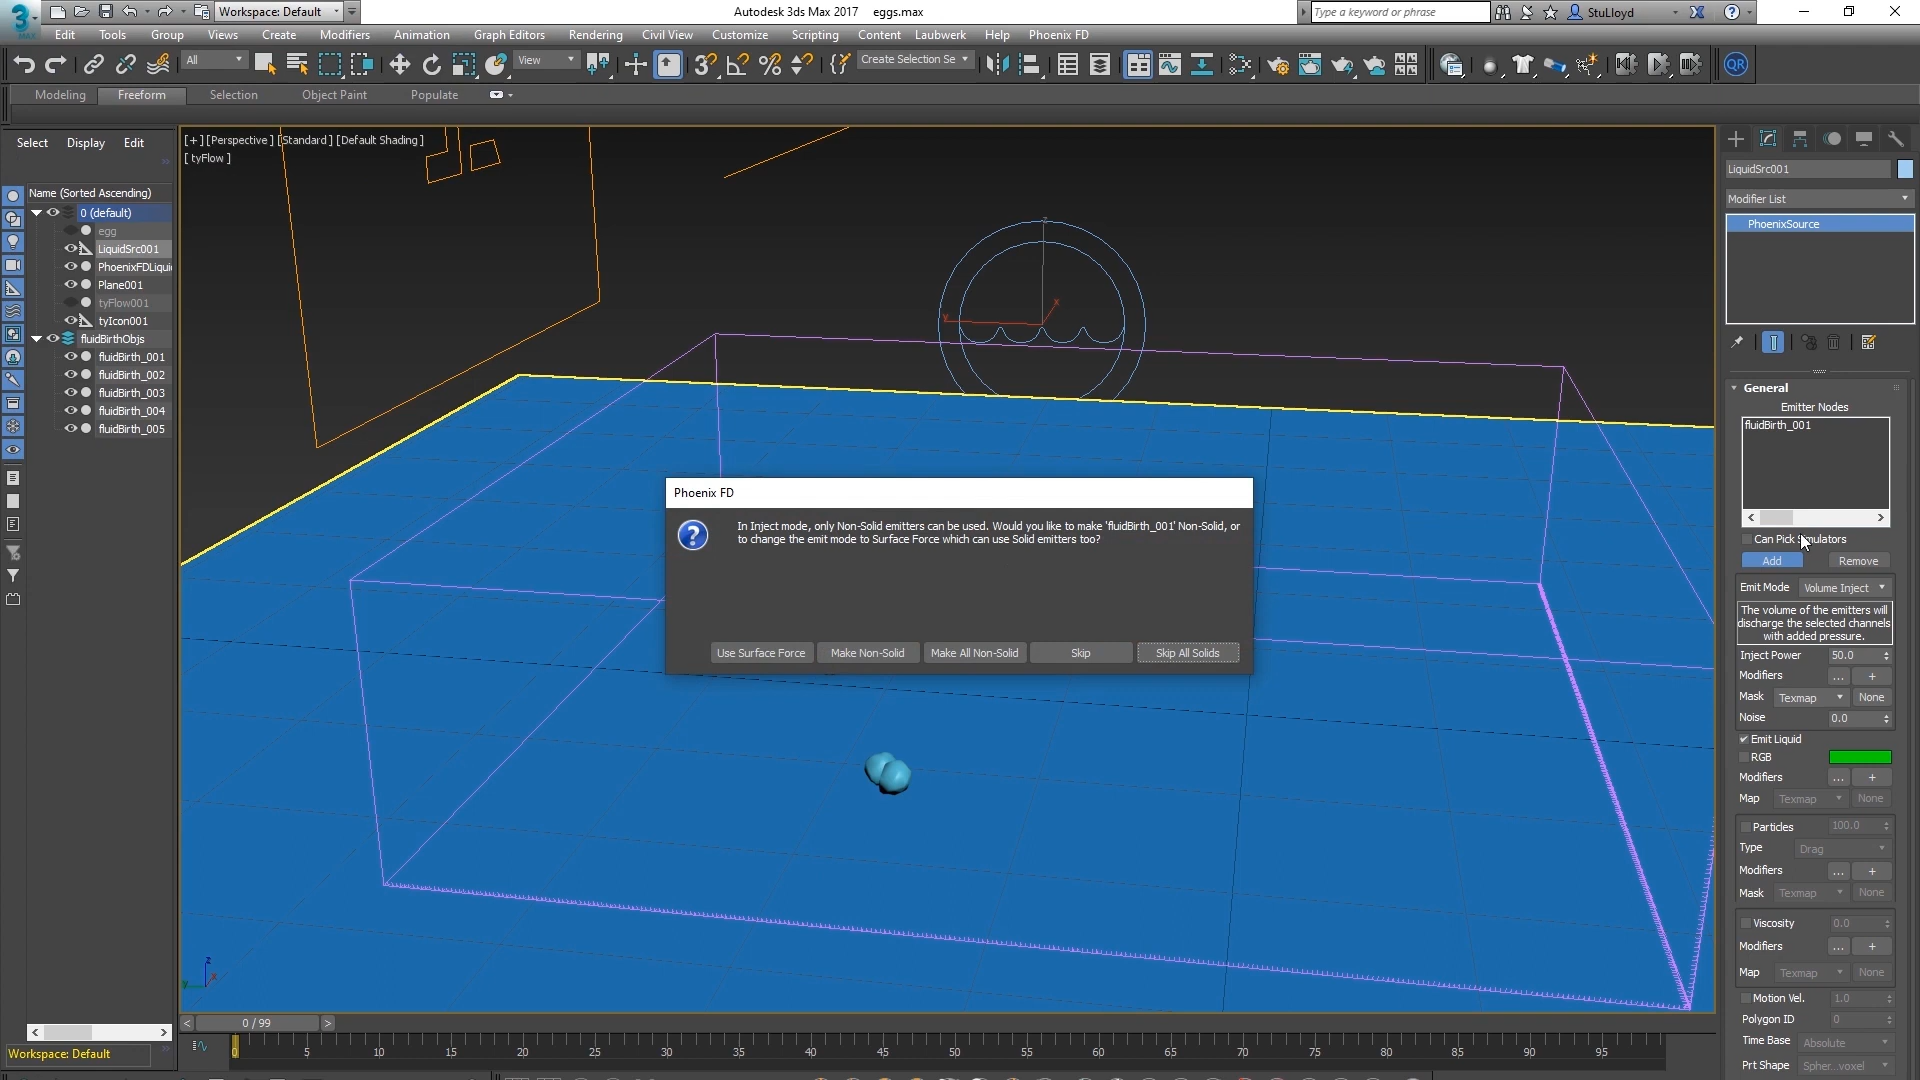 Workspace: Default
Autodesk 3ds Max 2017 eggs.max
Type a keyword or phrase
StuLloyd
3
MAX
Edit Tools Group Views Create Modifiers Animation Graph Editors Rendering Civil View Customize Scripting Content Laubwerk Help Phoenix FD
All
View
Create Selection Se
QR
Modeling Freeform Selection Object Paint Populate
Select Display Edit
Name (Sorted Ascending)
0 (default)
egg
LiquidSrc001
PhoenixFDLiqui
Plane001
tyFlow001
tyIcon001
fluidBirthObjs
fluidBirth_001
fluidBirth_002
fluidBirth_003
fluidBirth_004
fluidBirth_005
Workspace: Default
[+] [Perspective] [Standard] [Default Shading]
[tyFlow]
z
x
y
Phoenix FD
In Inject mode, only Non-Solid emitters can be used. Would you like to make 'fluidBirth_001' Non-Solid, or
to change the emit mode to Surface Force which can use Solid emitters too?
Use Surface Force Make Non-Solid Make All Non-Solid Skip Skip All Solids
z
x
y
0 / 99
0 5 10 15 20 25 30 35 40 45 50 55 60 65 70 75 80 85 90 95
LiquidSrc001
Modifier List
PhoenixSource
General
Emitter Nodes
fluidBirth_001
Can Pick Simulators
Add Remove
Emit Mode Volume Inject
The volume of the emitters will
discharge the selected channels
with added pressure.
Inject Power 50.0
Modifiers ... +
Mask Texmap None
Noise 0.0
Emit Liquid
RGB
Modifiers ... +
Map Texmap None
Particles 100.0
Type Drag
Modifiers ... +
Mask Texmap None
Viscosity 0.0
Modifiers ... +
Map Texmap None
Motion Vel. 1.0
Polygon ID 0
Time Base Absolute
Prt Shape Spher...voxel